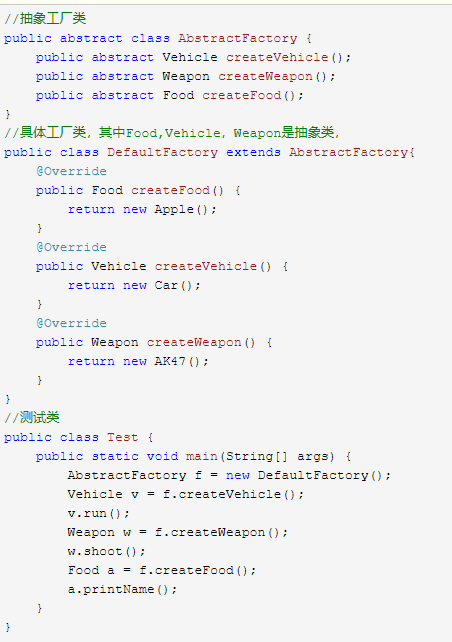 //抽象工厂类
public abstract class AbstractFactory {
    public abstract Vehicle createVehicle();
    public abstract Weapon createWeapon();
    public abstract Food createFood();
}
//具体工厂类，其中Food,Vehicle，Weapon是抽象类，
public class DefaultFactory extends AbstractFactory{
    @Override
    public Food createFood() {
        return new Apple();
    }
    @Override
    public Vehicle createVehicle() {
        return new Car();
    }
    @Override
    public Weapon createWeapon() {
        return new AK47();
    }
}
//测试类
public class Test {
    public static void main(String[] args) {
        AbstractFactory f = new DefaultFactory();
        Vehicle v = f.createVehicle();
        v.run();
        Weapon w = f.createWeapon();
        w.shoot();
        Food a = f.createFood();
        a.printName();
    }
}